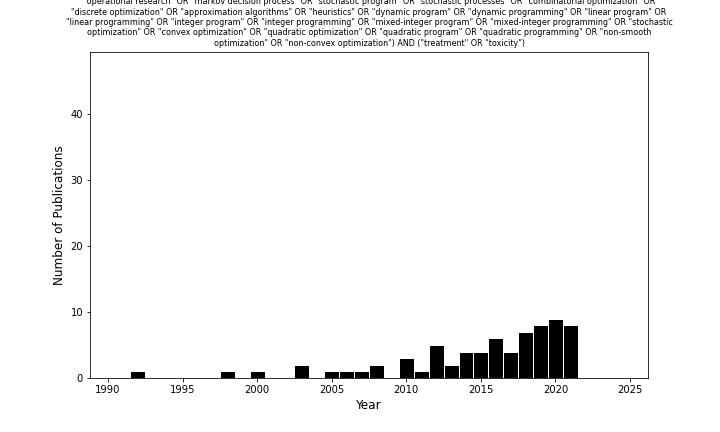 operational research" OR "markov decision process" OR "stochastic program" OR "stochastic processes" OR "combinatorial optimization" OR
"discrete optimization" OR "approximation algorithms" OR "heuristics" OR "dynamic program" OR "dynamic programming" OR "linear program" OR
"linear programming" OR "integer program" OR "integer programming" OR "mixed-integer program" OR "mixed-integer programming" OR "stochastic
optimization" OR "convex optimization" OR "quadratic optimization" OR "quadratic program" OR "quadratic programming" OR "non-smooth
optimization" OR "non-convex optimization") AND ("treatment" OR "toxicity")
Number of Publications
40
30
20
10
0
1990 1995 2000 2005 2010 2015 2020 2025
Year